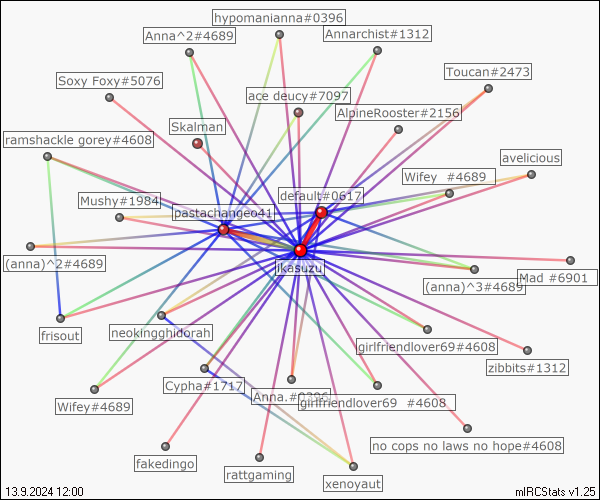 hypomanianna#0396
Anna^2#4689
Annarchist#1312
Toucan#2473
Soxy Foxy#5076
ace deucy#7097
AlpineRooster#2156
Skalman
ramshackle gorey#4608
avelicious
Wifey  #4689
default#0617
Mushy#1984
pastachangeo41
(anna)^2#4689
jkasuzu
Mad #6901
(anna)^3#4689
frisout
neokingghidorah
girlfriendlover69#4608
zibbits#1312
Cypha#1717
Anna.#0396
girlfriendlover69  #4608
Wifey#4689
no cops no laws no hope#4608
fakedingo
rattgaming
xenoyaut
13.9.2024 12:00
mIRCStats v1.25